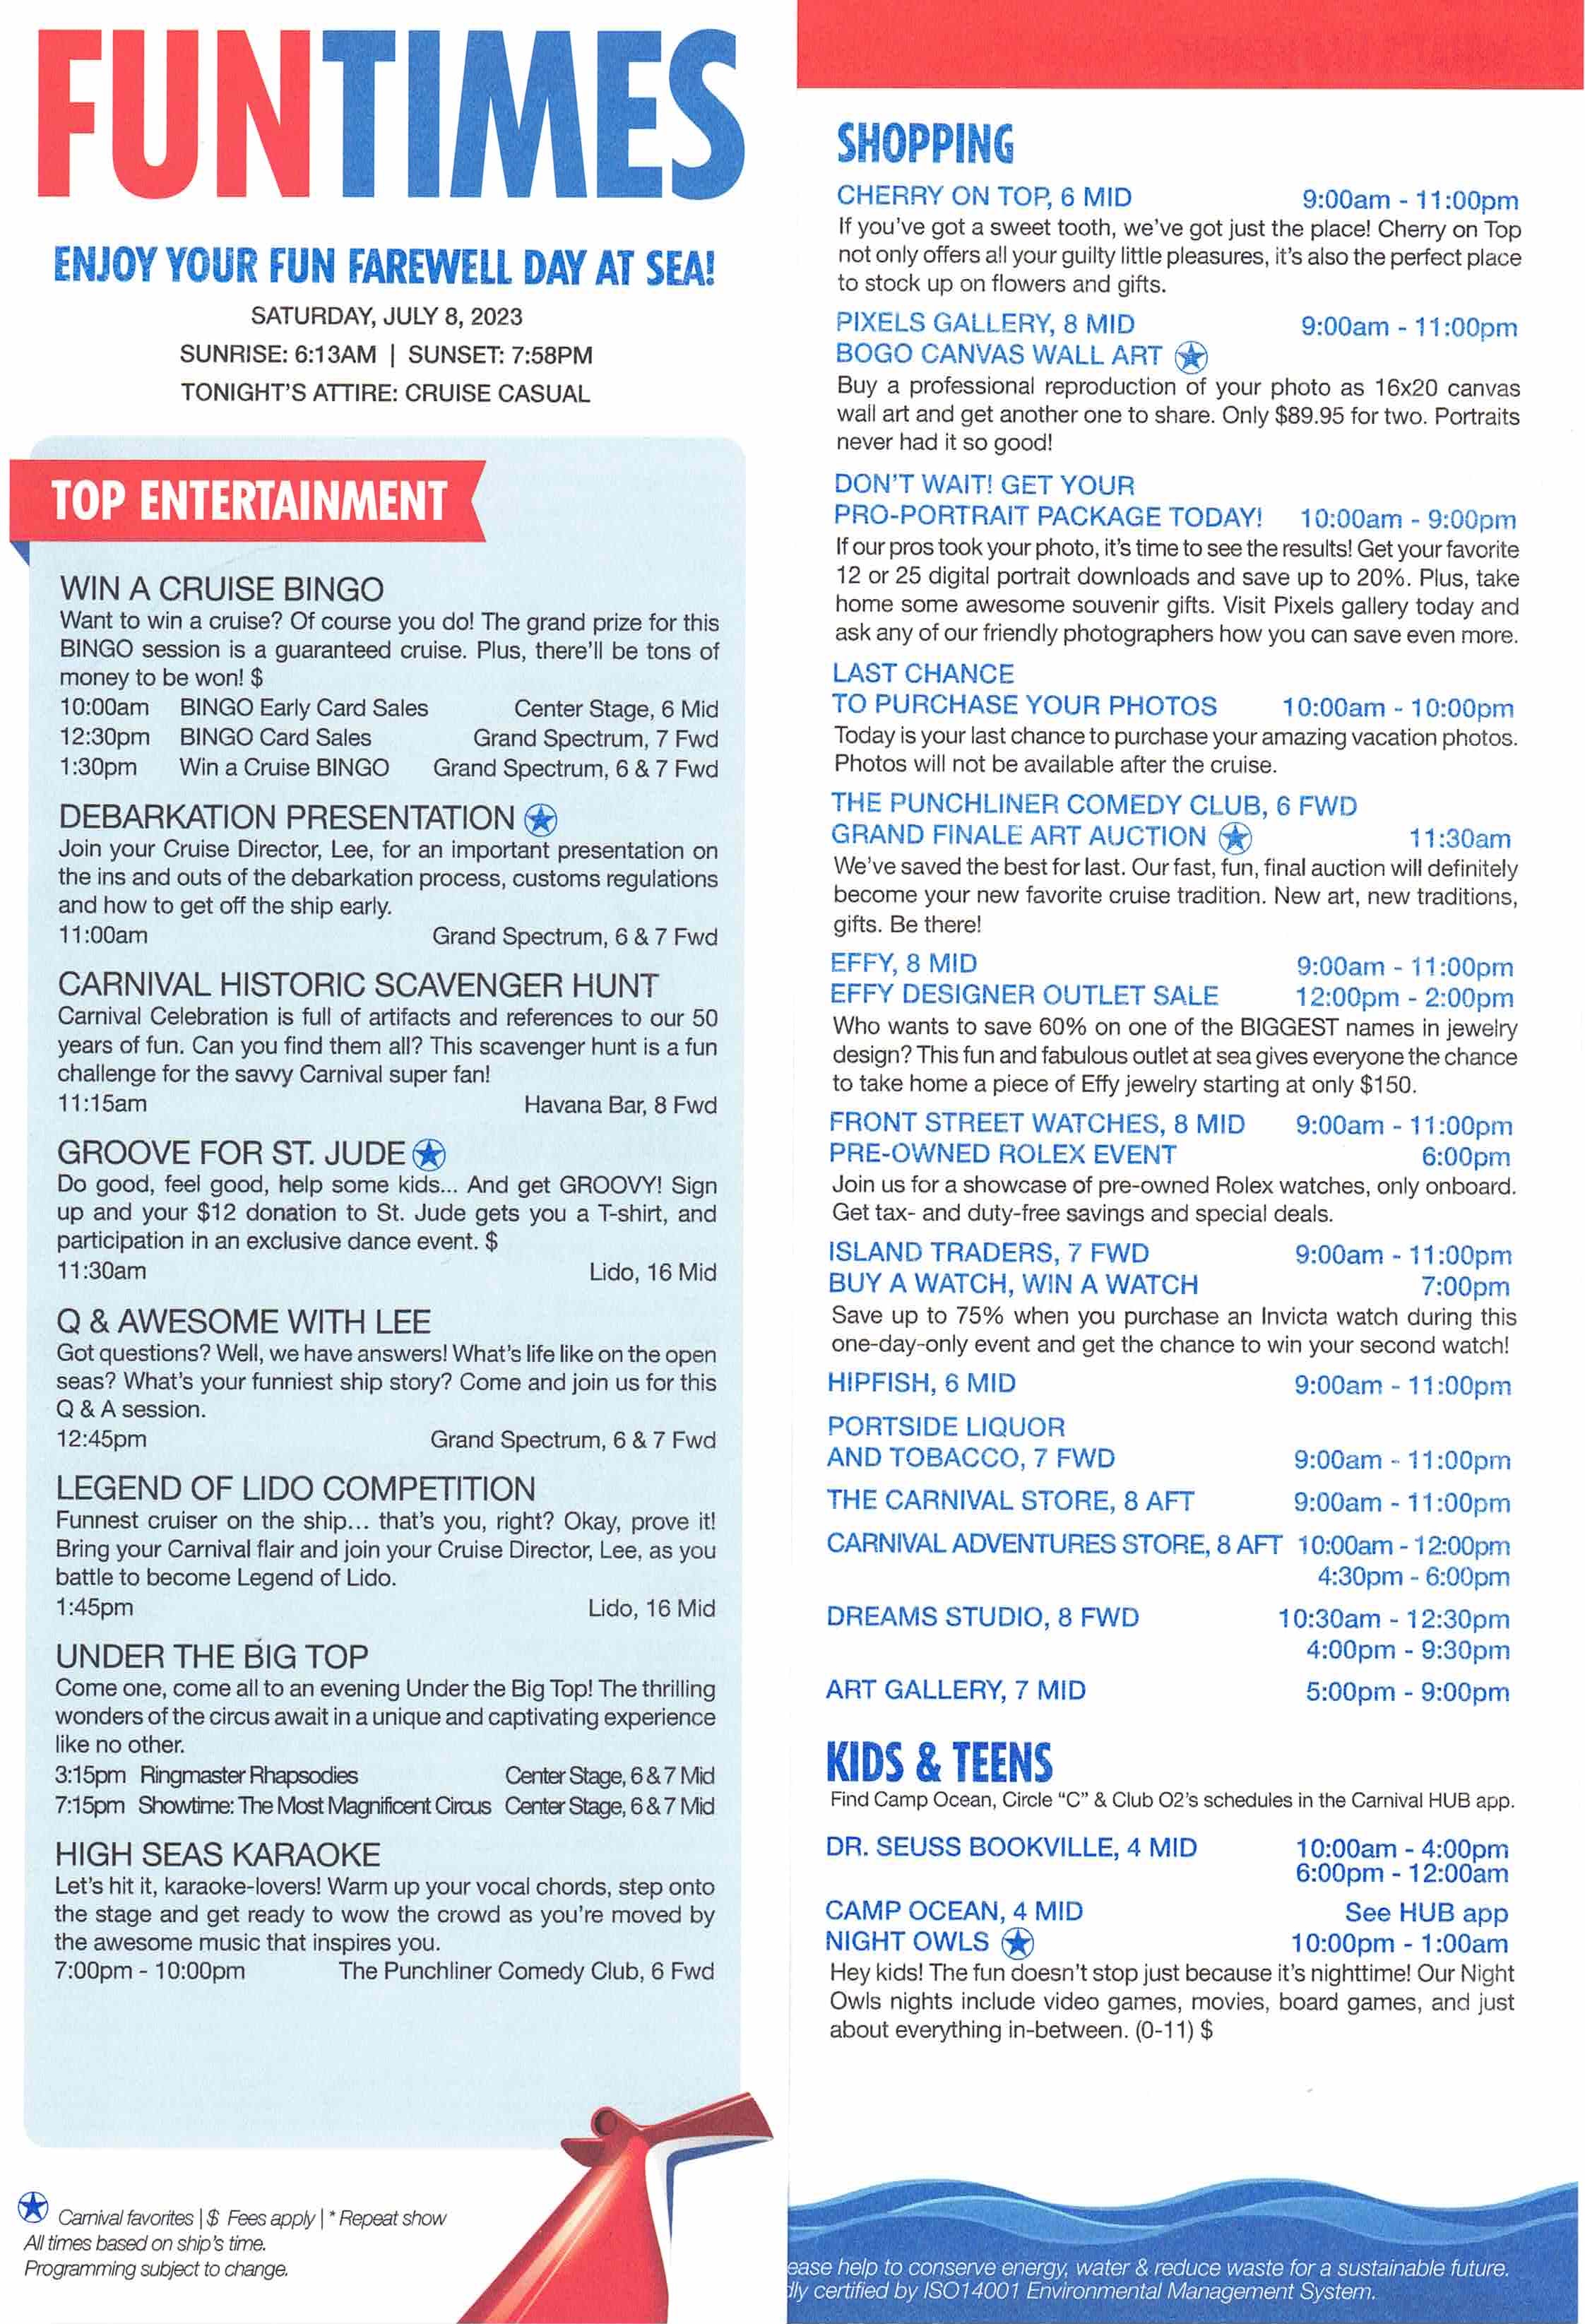 FUNTIMES
ENJOY YOUR FUN FAREWELL DAY AT SEA!
SATURDAY, JULY 8, 2023
SUNRISE: 6:13AM | SUNSET: 7:58PM
TONIGHT'S ATTIRE: CRUISE CASUAL
TOP ENTERTAINMENT
WIN A CRUISE BINGO
Want to win a cruise? Of course you do! The grand prize for this
BINGO session is a guaranteed cruise. Plus, there'll be tons of
money to be won! $
10:00am BINGO Early Card Sales Center Stage, 6 Mid
12:30pm BINGO Card Sales Grand Spectrum, 7 Fwd
1:30pm Win a Cruise BINGO Grand Spectrum, 6 & 7 Fwd
DEBARKATION PRESENTATION
Join your Cruise Director, Lee, for an important presentation on
the ins and outs of the debarkation process, customs regulations
and how to get off the ship early.
11:00am Grand Spectrum, 6 & 7 Fwd
CARNIVAL HISTORIC SCAVENGER HUNT
Carnival Celebration is full of artifacts and references to our 50
years of fun. Can you find them all? This scavenger hunt is a fun
challenge for the savvy Carnival super fan!
11:15am Havana Bar, 8 Fwd
GROOVE FOR ST. JUDE
Do good, feel good, help some kids... And get GROOVY! Sign
up and your $12 donation to St. Jude gets you a T-shirt, and
participation in an exclusive dance event. $
11:30am Lido, 16 Mid
Q & AWESOME WITH LEE
Got questions? Well, we have answers! What's life like on the open
seas? What's your funniest ship story? Come and join us for this
Q & A session.
12:45pm Grand Spectrum, 6 & 7 Fwd
LEGEND OF LIDO COMPETITION
Funnest cruiser on the ship... that's you, right? Okay, prove it!
Bring your Carnival flair and join your Cruise Director, Lee, as you
battle to become Legend of Lido.
1:45pm Lido, 16 Mid
UNDER THE BIG TOP
Come one, come all to an evening Under the Big Top! The thrilling
wonders of the circus await in a unique and captivating experience
like no other.
3:15pm Ringmaster Rhapsodies Center Stage, 6 & 7 Mid
7:15pm Showtime: The Most Magnificent Circus Center Stage, 6 & 7 Mid
HIGH SEAS KARAOKE
Let's hit it, karaoke-lovers! Warm up your vocal chords, step onto
the stage and get ready to wow the crowd as you're moved by
the awesome music that inspires you.
7:00pm - 10:00pm The Punchliner Comedy Club, 6 Fwd
Carnival favorites | $ Fees apply | * Repeat show
All times based on ship's time.
Programming subject to change.
SHOPPING
CHERRY ON TOP, 6 MID 9:00am - 11:00pm
If you've got a sweet tooth, we've got just the place! Cherry on Top
not only offers all your guilty little pleasures, it's also the perfect place
to stock up on flowers and gifts.
PIXELS GALLERY, 8 MID 9:00am - 11:00pm
BOGO CANVAS WALL ART
Buy a professional reproduction of your photo as 16x20 canvas
wall art and get another one to share. Only $89.95 for two. Portraits
never had it so good!
DON'T WAIT! GET YOUR
PRO-PORTRAIT PACKAGE TODAY! 10:00am - 9:00pm
If our pros took your photo, it's time to see the results! Get your favorite
12 or 25 digital portrait downloads and save up to 20%. Plus, take
home some awesome souvenir gifts. Visit Pixels gallery today and
ask any of our friendly photographers how you can save even more.
LAST CHANCE
TO PURCHASE YOUR PHOTOS 10:00am - 10:00pm
Today is your last chance to purchase your amazing vacation photos.
Photos will not be available after the cruise.
THE PUNCHLINER COMEDY CLUB, 6 FWD
GRAND FINALE ART AUCTION 11:30am
We've saved the best for last. Our fast, fun, final auction will definitely
become your new favorite cruise tradition. New art, new traditions,
gifts. Be there!
EFFY, 8 MID 9:00am - 11:00pm
EFFY DESIGNER OUTLET SALE 12:00pm - 2:00pm
Who wants to save 60% on one of the BIGGEST names in jewelry
design? This fun and fabulous outlet at sea gives everyone the chance
to take home a piece of Effy jewelry starting at only $150.
FRONT STREET WATCHES, 8 MID 9:00am - 11:00pm
PRE-OWNED ROLEX EVENT 6:00pm
Join us for a showcase of pre-owned Rolex watches, only onboard.
Get tax- and duty-free savings and special deals.
ISLAND TRADERS, 7 FWD 9:00am - 11:00pm
BUY A WATCH, WIN A WATCH 7:00pm
Save up to 75% when you purchase an Invicta watch during this
one-day-only event and get the chance to win your second watch!
HIPFISH, 6 MID 9:00am - 11:00pm
PORTSIDE LIQUOR
AND TOBACCO, 7 FWD 9:00am - 11:00pm
THE CARNIVAL STORE, 8 AFT 9:00am - 11:00pm
CARNIVAL ADVENTURES STORE, 8 AFT 10:00am - 12:00pm
4:30pm - 6:00pm
DREAMS STUDIO, 8 FWD 10:30am - 12:30pm
4:00pm - 9:30pm
ART GALLERY, 7 MID 5:00pm - 9:00pm
KIDS & TEENS
Find Camp Ocean, Circle "C" & Club O2's schedules in the Carnival HUB app.
DR. SEUSS BOOKVILLE, 4 MID 10:00am - 4:00pm
6:00pm - 12:00am
CAMP OCEAN, 4 MID See HUB app
NIGHT OWLS 10:00pm - 1:00am
Hey kids! The fun doesn't stop just because it's nighttime! Our Night
Owls nights include video games, movies, board games, and just
about everything in-between. (0-11) $
ease help to conserve energy, water & reduce waste for a sustainable future.
lly certified by ISO14001 Environmental Management System.